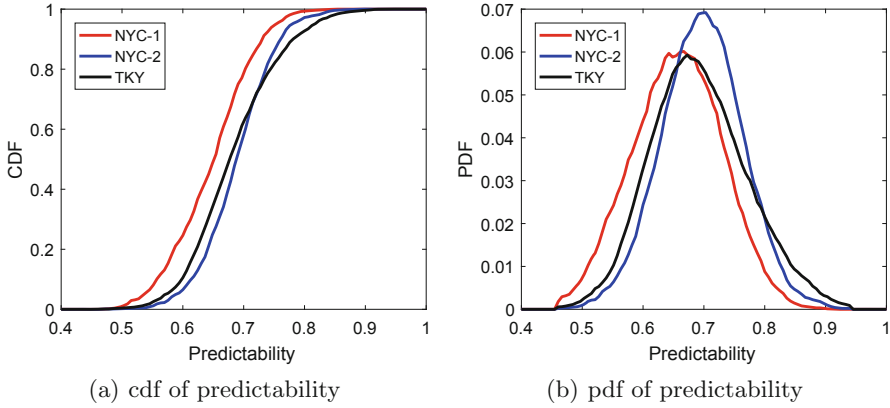 1
0.8
0.6
0.4
0.2
0
CDF
NYC-1
NYC-2
TKY
0.4 0.5 0.6 0.7 0.8 0.9 1
Predictability
(a) cdf of predictability
0.07
0.06
0.05
0.04
0.03
0.02
0.01
0
PDF
NYC-1
NYC-2
TKY
0.4 0.5 0.6 0.7 0.8 0.9 1
Predictability
(b) pdf of predictability